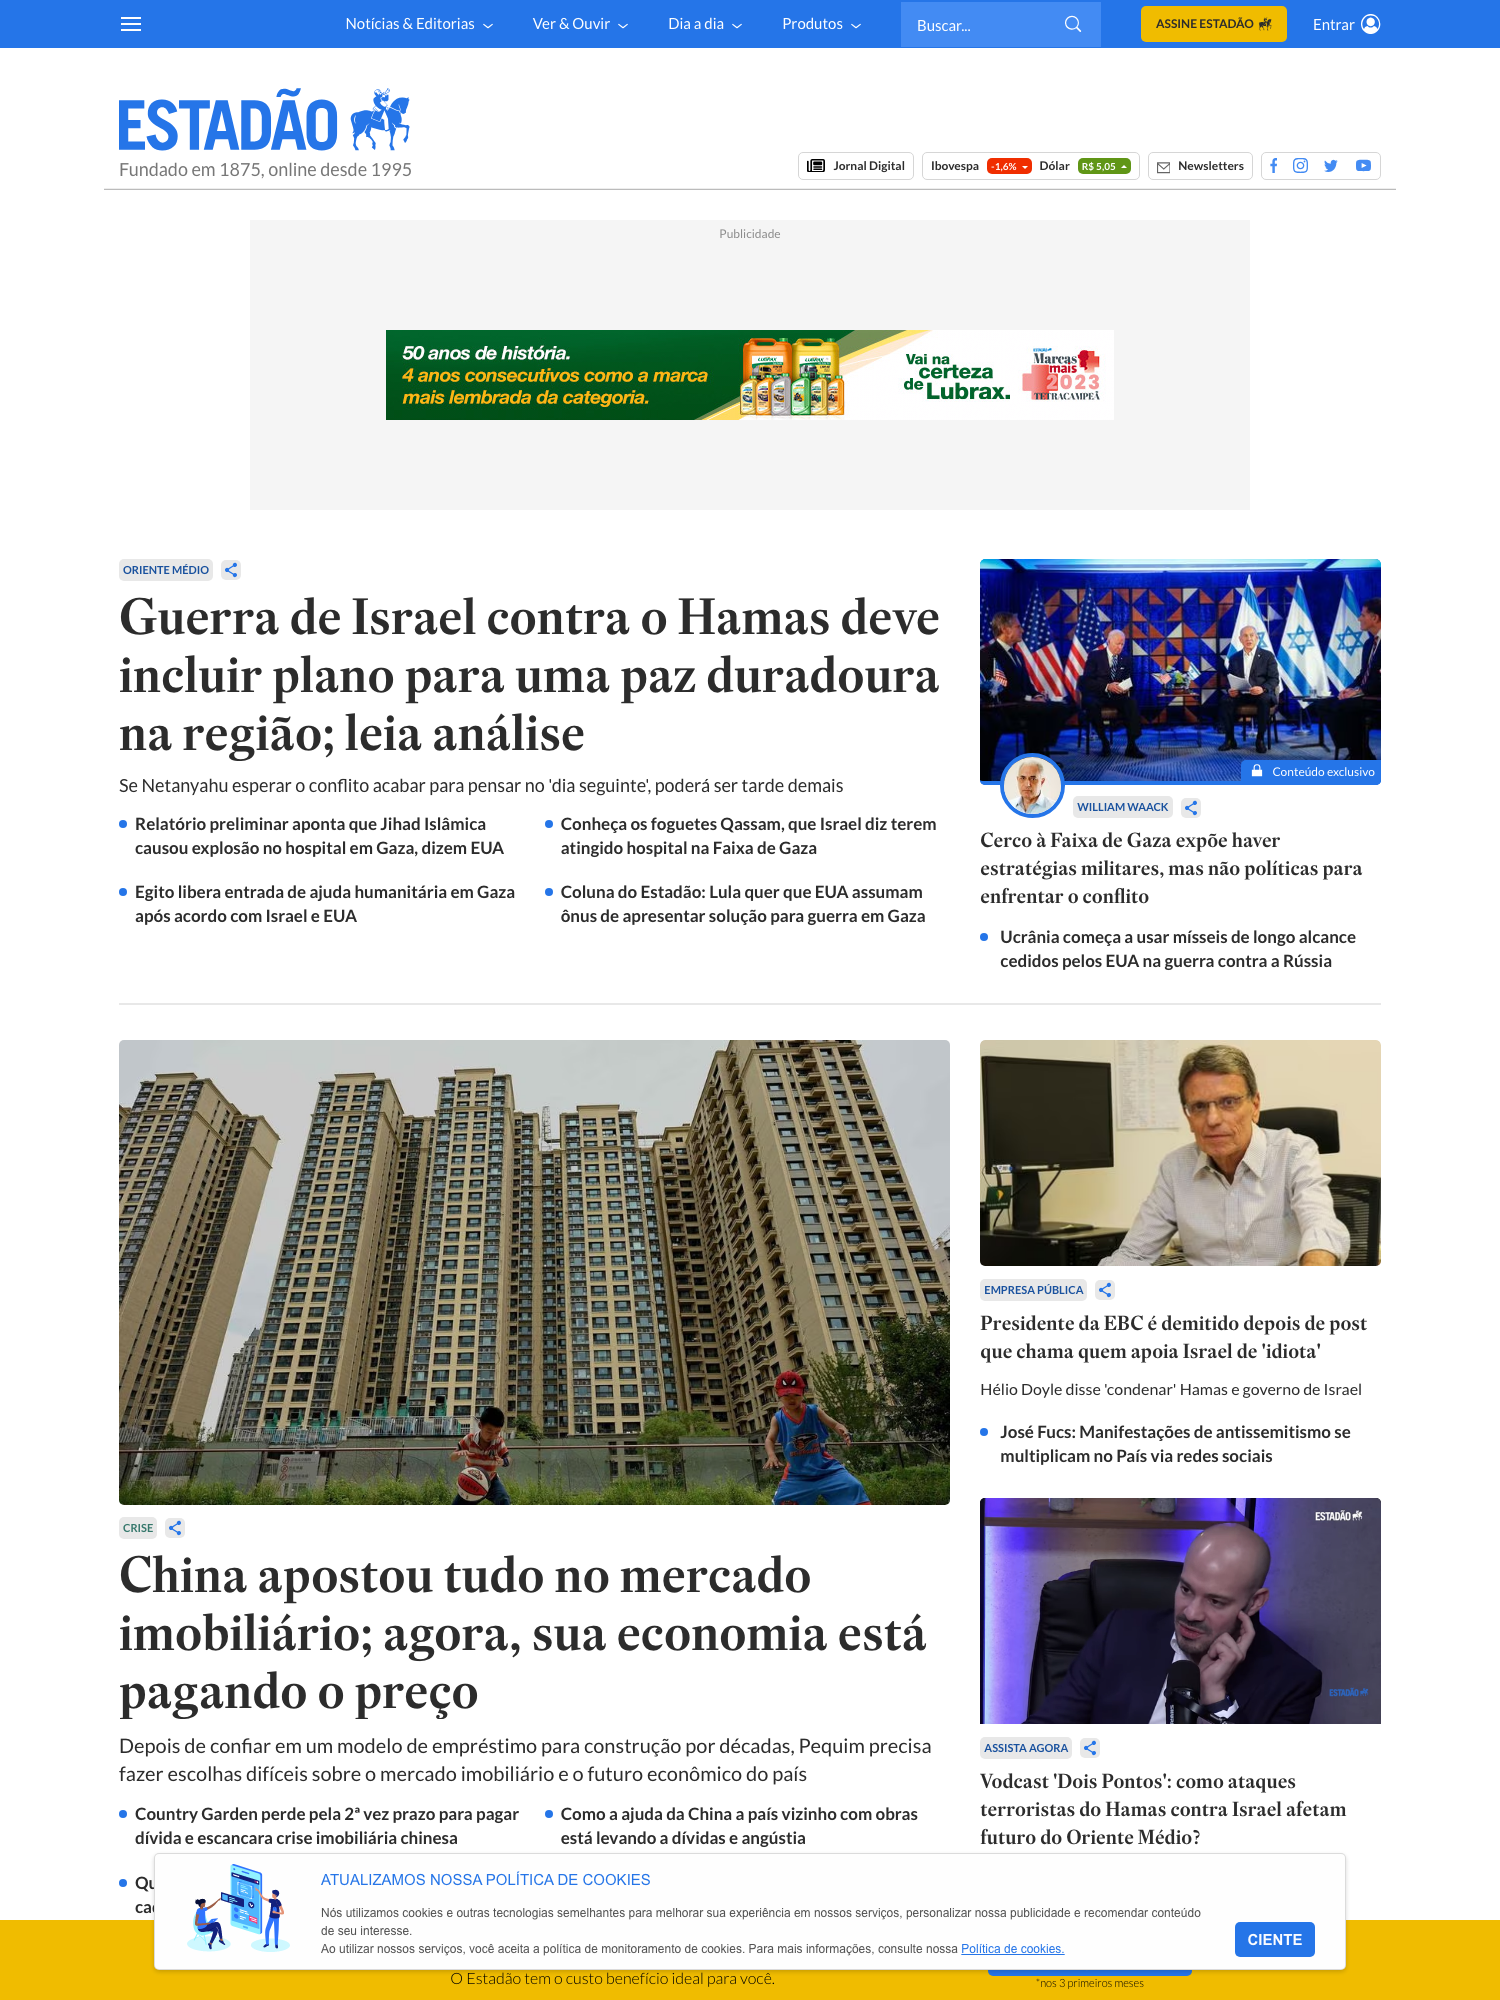 Notícias & Editorias
Ver & Ouvir
Dia a dia
Produtos
Buscar...
ASSINE ESTADÃO
Entrar
ESTADÃO
Fundado em 1875, online desde 1995
Jornal Digital
Ibovespa -1,6% Dólar R$ 5,05
Newsletters
Publicidade
50 anos de história.
4 anos consecutivos como a marca
mais lembrada da categoria.
LUBRAX LUBRAX
Vai na
certeza
de Lubrax.
Marcas
mais
2023
TETRACAMPEÃ
ORIENTE MÉDIO
Guerra de Israel contra o Hamas deve
incluir plano para uma paz duradoura
na região; leia análise
Se Netanyahu esperar o conflito acabar para pensar no 'dia seguinte', poderá ser tarde demais
Relatório preliminar aponta que Jihad Islâmica
causou explosão no hospital em Gaza, dizem EUA
Conheça os foguetes Qassam, que Israel diz terem
atingido hospital na Faixa de Gaza
Egito libera entrada de ajuda humanitária em Gaza
após acordo com Israel e EUA
Coluna do Estadão: Lula quer que EUA assumam
ônus de apresentar solução para guerra em Gaza
Conteúdo exclusivo
WILLIAM WAACK
Cerco à Faixa de Gaza expõe haver
estratégias militares, mas não políticas para
enfrentar o conflito
Ucrânia começa a usar mísseis de longo alcance
cedidos pelos EUA na guerra contra a Rússia
CRISE
China apostou tudo no mercado
imobiliário; agora, sua economia está
pagando o preço
Depois de confiar em um modelo de empréstimo para construção por décadas, Pequim precisa
fazer escolhas difíceis sobre o mercado imobiliário e o futuro econômico do país
Country Garden perde pela 2ª vez prazo para pagar
dívida e escancara crise imobiliária chinesa
Como a ajuda da China a país vizinho com obras
está levando a dívidas e angústia
EMPRESA PÚBLICA
Presidente da EBC é demitido depois de post
que chama quem apoia Israel de 'idiota'
Hélio Doyle disse 'condenar' Hamas e governo de Israel
José Fucs: Manifestações de antissemitismo se
multiplicam no País via redes sociais
ESTADÃO
ESTADÃO
ASSISTA AGORA
Vodcast 'Dois Pontos': como ataques
terroristas do Hamas contra Israel afetam
futuro do Oriente Médio?
ATUALIZAMOS NOSSA POLÍTICA DE COOKIES
Nós utilizamos cookies e outras tecnologias semelhantes para melhorar sua experiência em nossos serviços, personalizar nossa publicidade e recomendar conteúdo
de seu interesse.
Ao utilizar nossos serviços, você aceita a política de monitoramento de cookies. Para mais informações, consulte nossa Política de cookies.
CIENTE
O Estadão tem o custo benefício ideal para você.
*nos 3 primeiros meses